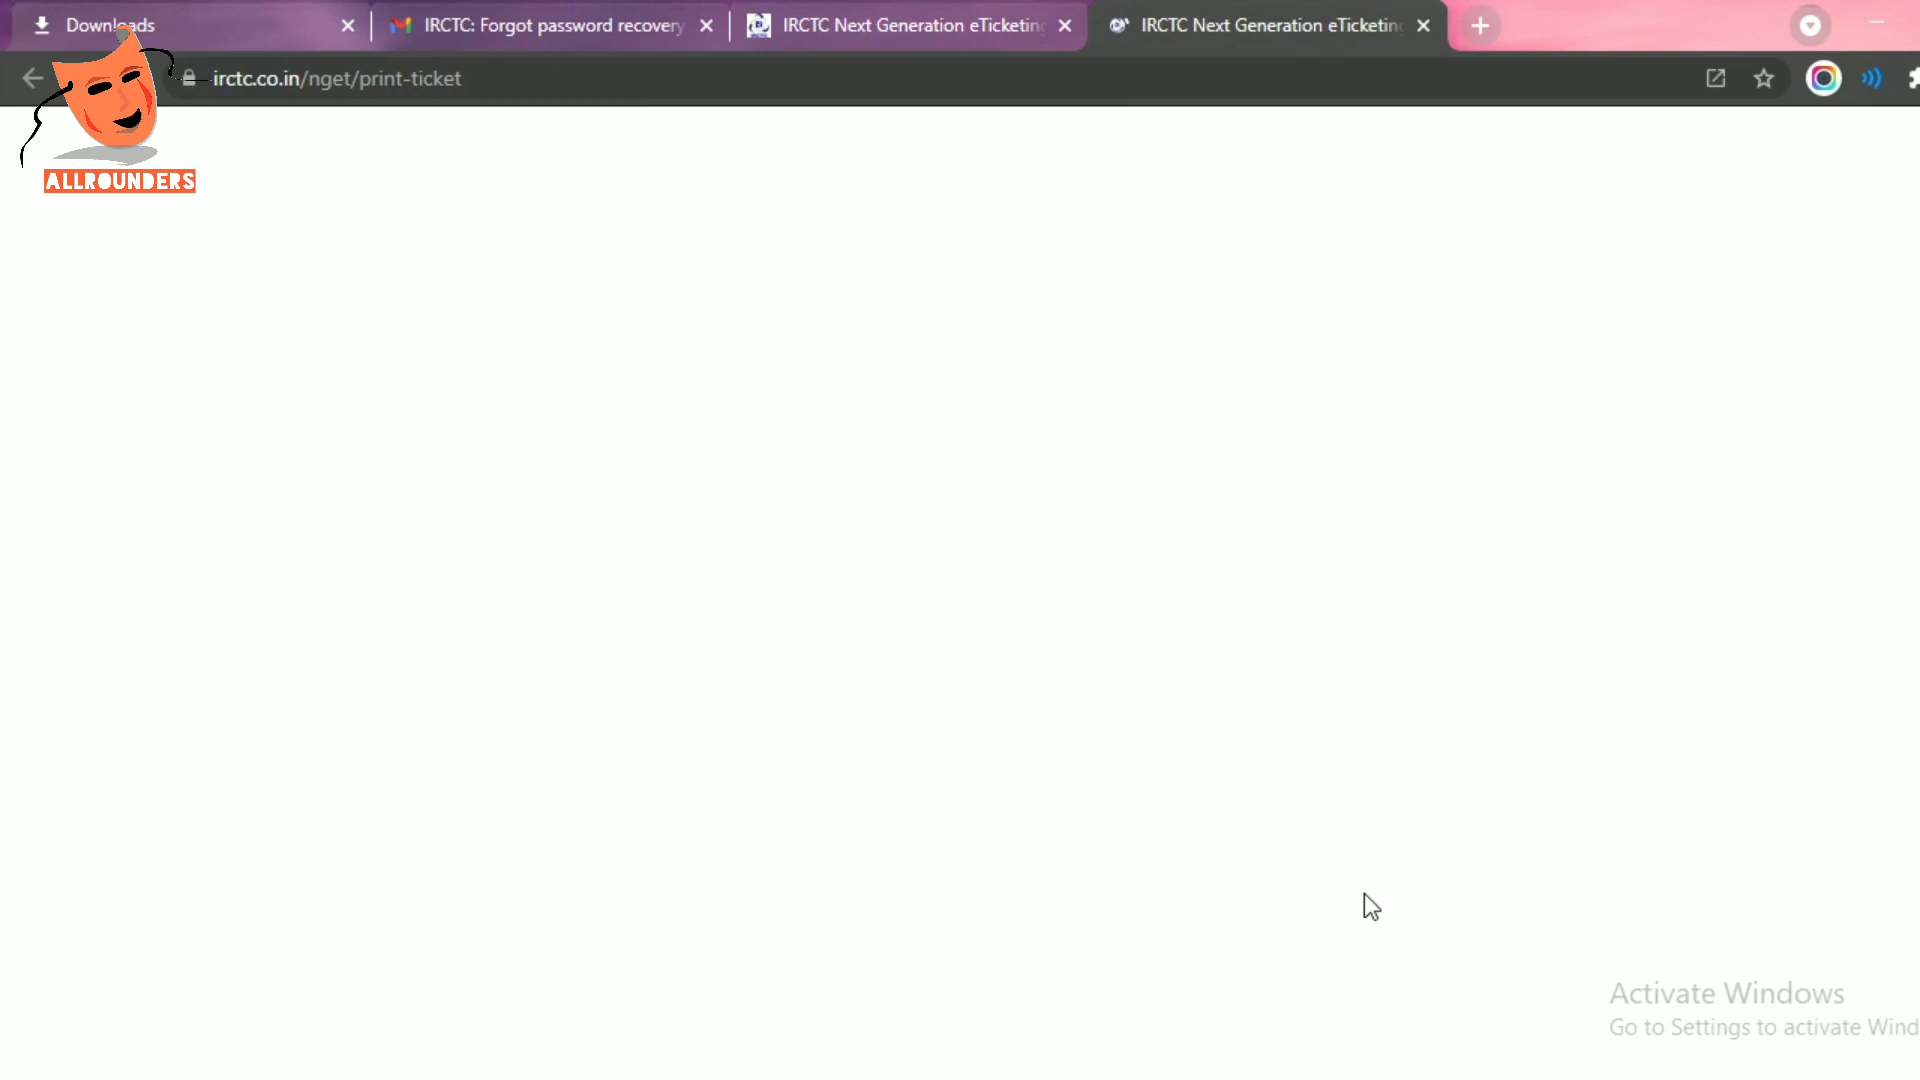 Downloads
IRCTC: Forgot password recovery
IRCTC Next Generation eTicketing
IRCTC Next Generation eTicketing
irctc.co.in/nget/print-ticket
ALLROUNDERS
Activate Windows
Go to Settings to activate Wind